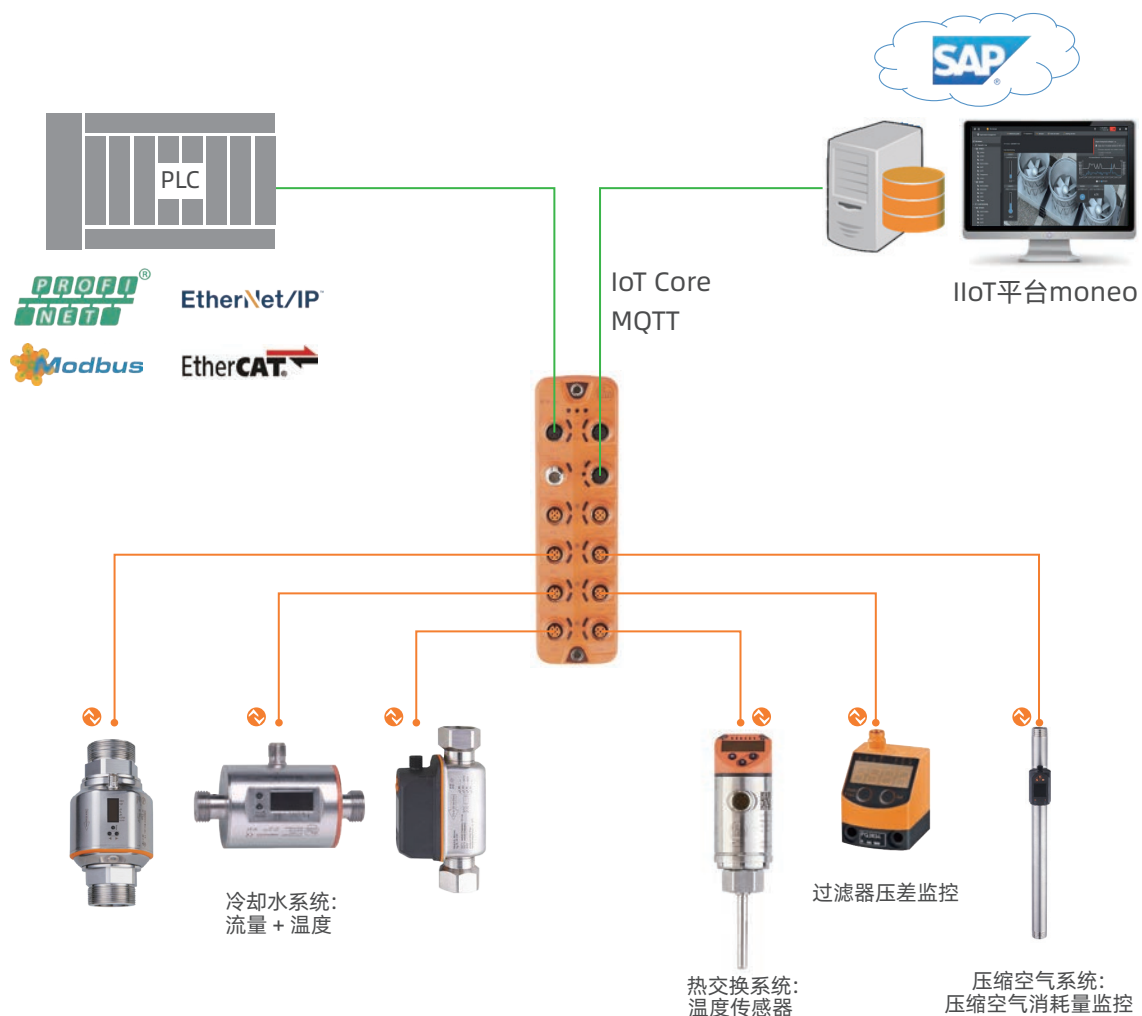 SAP
®
PLC
PROFI®
NET
EtherNet/IP™
Modbus
EtherCAT®
IoT Core
MQTT
IIoT平台moneo
冷却水系统:
流量 + 温度
过滤器压差监控
热交换系统:
温度传感器
压缩空气系统:
压缩空气消耗量监控